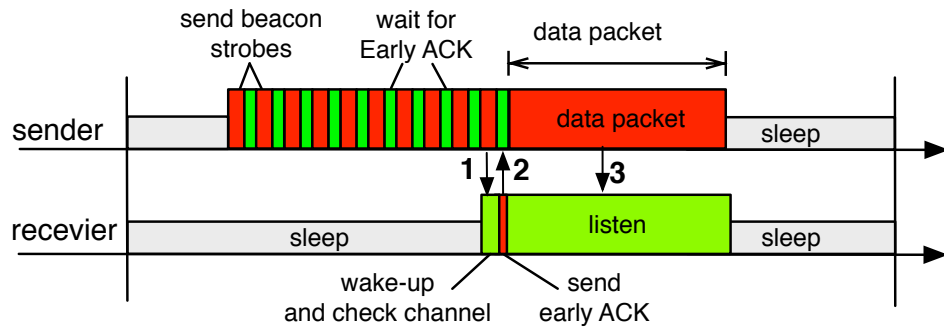 send beacon
strobes
wait for
Early ACK
data packet
sender
data packet
sleep
1
2
3
recevier
sleep
listen
sleep
wake-up
and check channel
send
early ACK